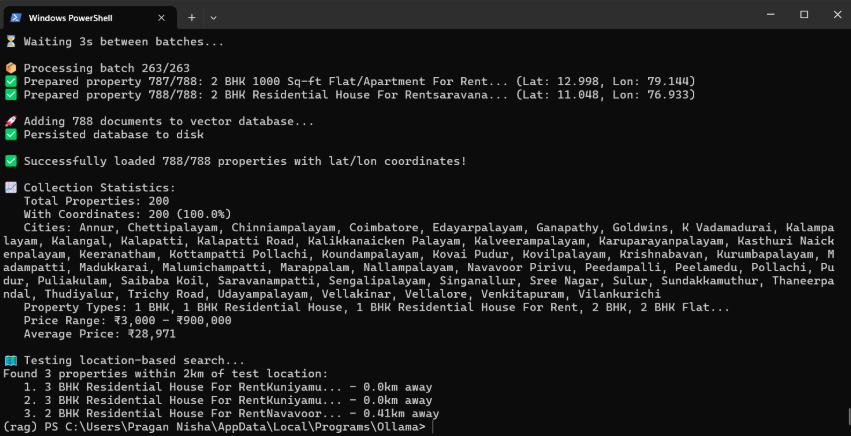 Windows PowerShell
⏳ Waiting 3s between batches...
📦 Processing batch 263/263
✅ Prepared property 787/788: 2 BHK 1000 Sq-ft Flat/Apartment For Rent... (Lat: 12.998, Lon: 79.144)
✅ Prepared property 788/788: 2 BHK Residential House For Rentsaravana... (Lat: 11.048, Lon: 76.933)
🚀 Adding 788 documents to vector database...
✅ Persisted database to disk
✅ Successfully loaded 788/788 properties with lat/lon coordinates!
📈 Collection Statistics:
Total Properties: 200
With Coordinates: 200 (100.0%)
Cities: Annur, Chettipalayam, Chinniampalayam, Coimbatore, Edayarpalayam, Ganapathy, Goldwins, K Vadamadurai, Kalampa
layam, Kalangal, Kalapatti, Kalapatti Road, Kalikkanaicken Palayam, Kalveerampalayam, Karuparayanpalayam, Kasthuri Naick
enpalayam, Keeranatham, Kottampatti Pollachi, Koundampalayam, Kovai Pudur, Kovilpalayam, Krishnabavan, Kurumbapalayam, M
adampatti, Madukkarai, Malumichampatti, Marappalam, Nallampalayam, Navavoor Pirivu, Peedampalli, Peelamedu, Pollachi, Pu
dur, Puliakulam, Saibaba Koil, Saravanampatti, Sengalipalayam, Singanallur, Sree Nagar, Sulur, Sundakkamuthur, Thaneerpa
ndal, Thudiyalur, Trichy Road, Udayampalayam, Vellakinar, Vellalore, Venkitapuram, Vilankurichi
Property Types: 1 BHK, 1 BHK Residential House, 1 BHK Residential House For Rent, 2 BHK, 2 BHK Flat...
Price Range: ₹3,000 - ₹900,000
Average Price: ₹28,971
🗺️ Testing location-based search...
Found 3 properties within 2km of test location:
1. 3 BHK Residential House For RentKuniyamu... - 0.0km away
2. 3 BHK Residential House For RentKuniyamu... - 0.0km away
3. 2 BHK Residential House For RentNavavoor... - 0.41km away
(rag) PS C:\Users\Pragan Nisha\AppData\Local\Programs\Ollama>